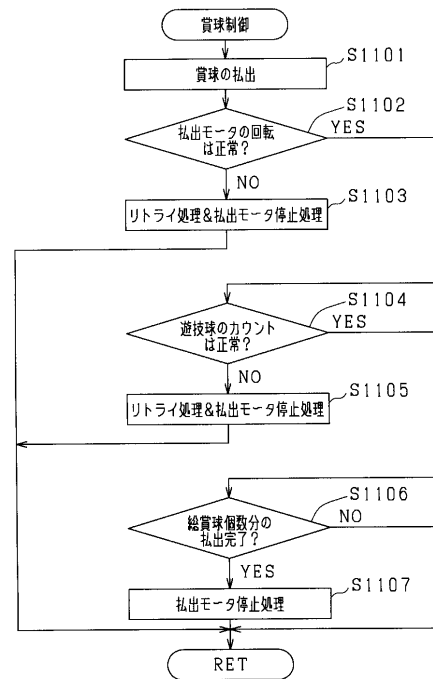 賞球制御
S1101
賞球の払出
S1102
払出モータの回転
は正常?
YES
NO
S1103
リトライ処理&払出モータ停止処理
S1104
遊技球のカウント
は正常?
YES
NO
S1105
リトライ処理&払出モータ停止処理
S1106
総賞球個数分の
払出完了?
NO
YES
S1107
払出モータ停止処理
RET